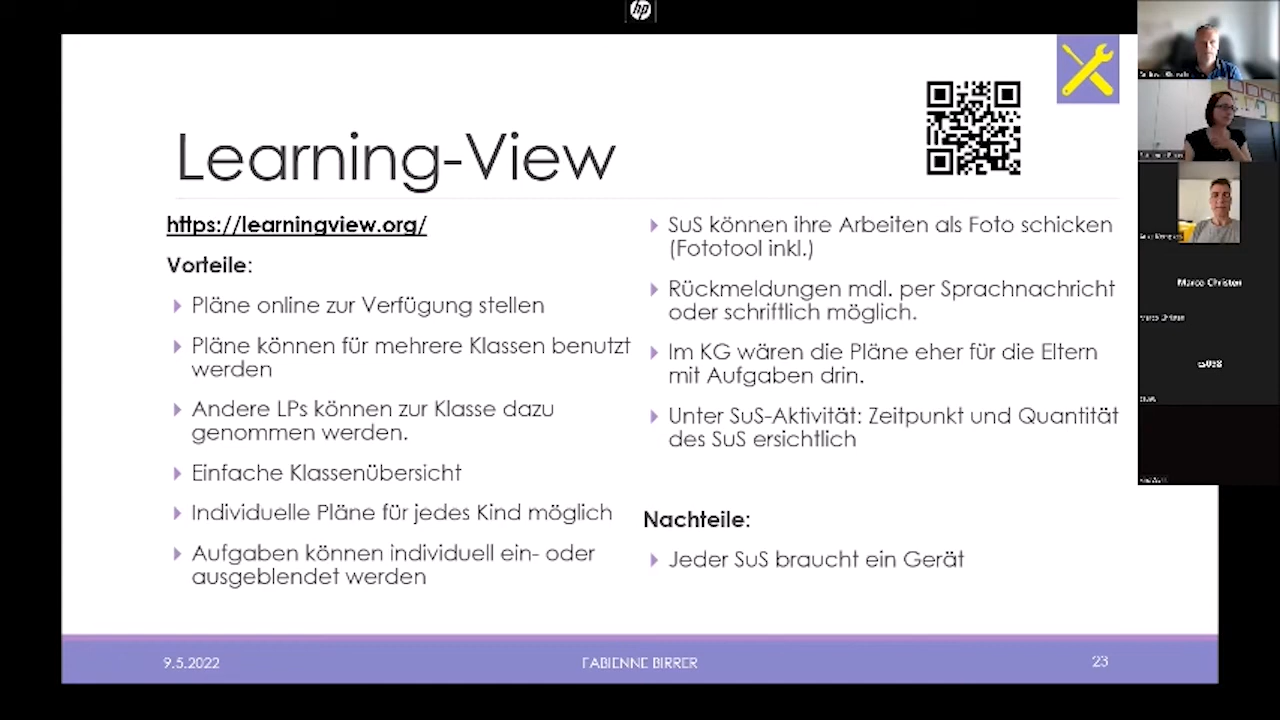 hp
Learning-View
https://learningview.org/
Vorteile:
Pläne online zur Verfügung stellen
Pläne können für mehrere Klassen benutzt
werden
Andere LPs können zur Klasse dazu
genommen werden.
Einfache Klassenübersicht
Individuelle Pläne für jedes Kind möglich
Aufgaben können individuell ein- oder
ausgeblendet werden
SuS können ihre Arbeiten als Foto schicken
(Fototool inkl.)
Rückmeldungen mdl. per Sprachnachricht
oder schriftlich möglich.
Im KG wären die Pläne eher für die Eltern
mit Aufgaben drin.
Unter SuS-Aktivität: Zeitpunkt und Quantität
des SuS ersichtlich
Nachteile:
Jeder SuS braucht ein Gerät
9.5.2022
FABIENNE BIRRER
23
Marco Christen
Marco Christen